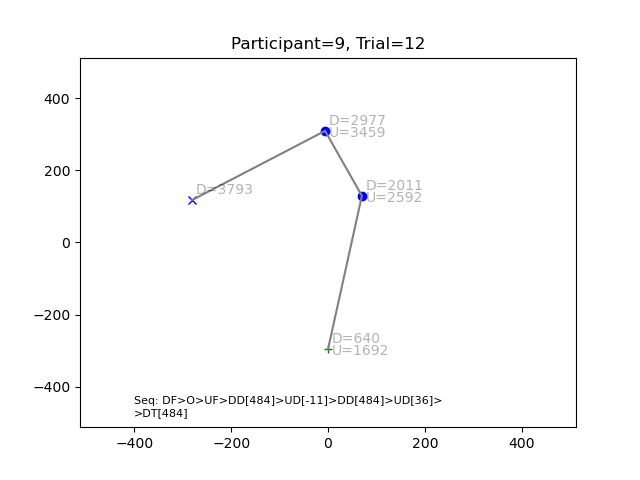 Participant=9, Trial=12
400
200
0
−200
−400
D=2977
U=3459
D=3793
D=2011
U=2592
D=640
U=1692
Seq: DF>O>UF>DD[484]>UD[-11]>DD[484]>UD[36]>
>DT[484]
−400
−200
0
200
400